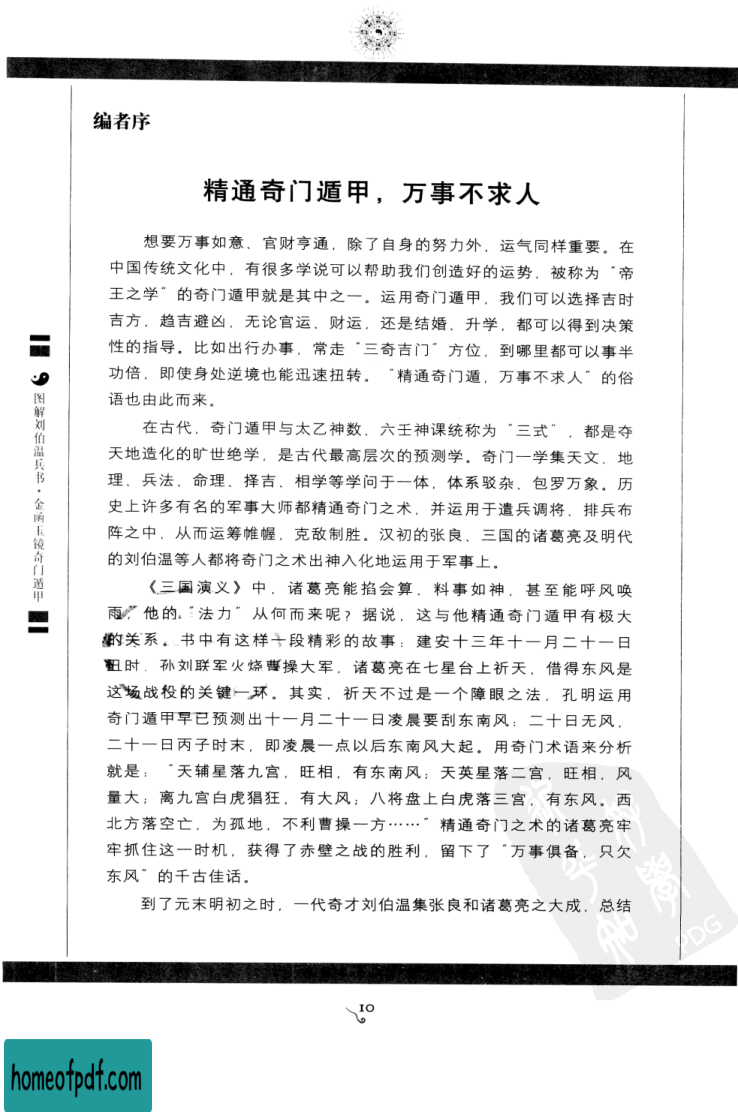 编者序
精通奇门遁甲，万事不求人
想要万事如意、官财亨通，除了自身的努力外，运气同样重要。在
中国传统文化中，有很多学说可以帮助我们创造好的运势，被称为“帝
王之学”的奇门遁甲就是其中之一。运用奇门遁甲，我们可以选择吉时
吉方，趋吉避凶，无论官运、财运，还是结婚、升学，都可以得到决策
性的指导。比如出行办事，常走“三奇吉门”方位，到哪里都可以事半
功倍，即使身处逆境也能迅速扭转。“精通奇门遁，万事不求人”的俗
语也由此而来。
在古代，奇门遁甲与太乙神数、六壬神课统称为“三式”，都是夺
天地造化的旷世绝学，是古代最高层次的预测学。奇门一学集天文、地
理、兵法、命理、择吉、相学等学问于一体，体系驳杂，包罗万象。历
史上许多有名的军事大师都精通奇门之术，并运用于遣兵调将、排兵布
阵之中，从而运筹帷幄，克敌制胜。汉初的张良、三国的诸葛亮及明代
的刘伯温等人都将奇门之术出神入化地运用于军事上。
《三国演义》中，诸葛亮能掐会算，料事如神，甚至能呼风唤
雨，他的“法力”从何而来呢？据说，这与他精通奇门遁甲有极大
的关系。书中有这样一段精彩的故事：建安十三年十一月二十一日
丑时，孙刘联军火烧曹操大军，诸葛亮在七星台上祈天，借得东风是
这场战役的关键一环。其实，祈天不过是一个障眼之法，孔明运用
奇门遁甲早已预测出十一月二十一日凌晨要刮东南风：二十日无风，
二十一日丙子时末，即凌晨一点以后东南风大起。用奇门术语来分析
就是：“天辅星落九宫，旺相，有东南风；天英星落二宫，旺相，风
量大；离九宫白虎猖狂，有大风；八将盘上白虎落三宫，有东风。西
北方落空亡，为孤地，不利曹操一方……”精通奇门之术的诸葛亮牢
牢抓住这一时机，获得了赤壁之战的胜利，留下了“万事俱备，只欠
东风”的千古佳话。
到了元末明初之时，一代奇才刘伯温集张良和诸葛亮之大成，总结
图解刘伯温兵书·金函玉镜奇门遁甲
10
PDG
homeofpdf.com